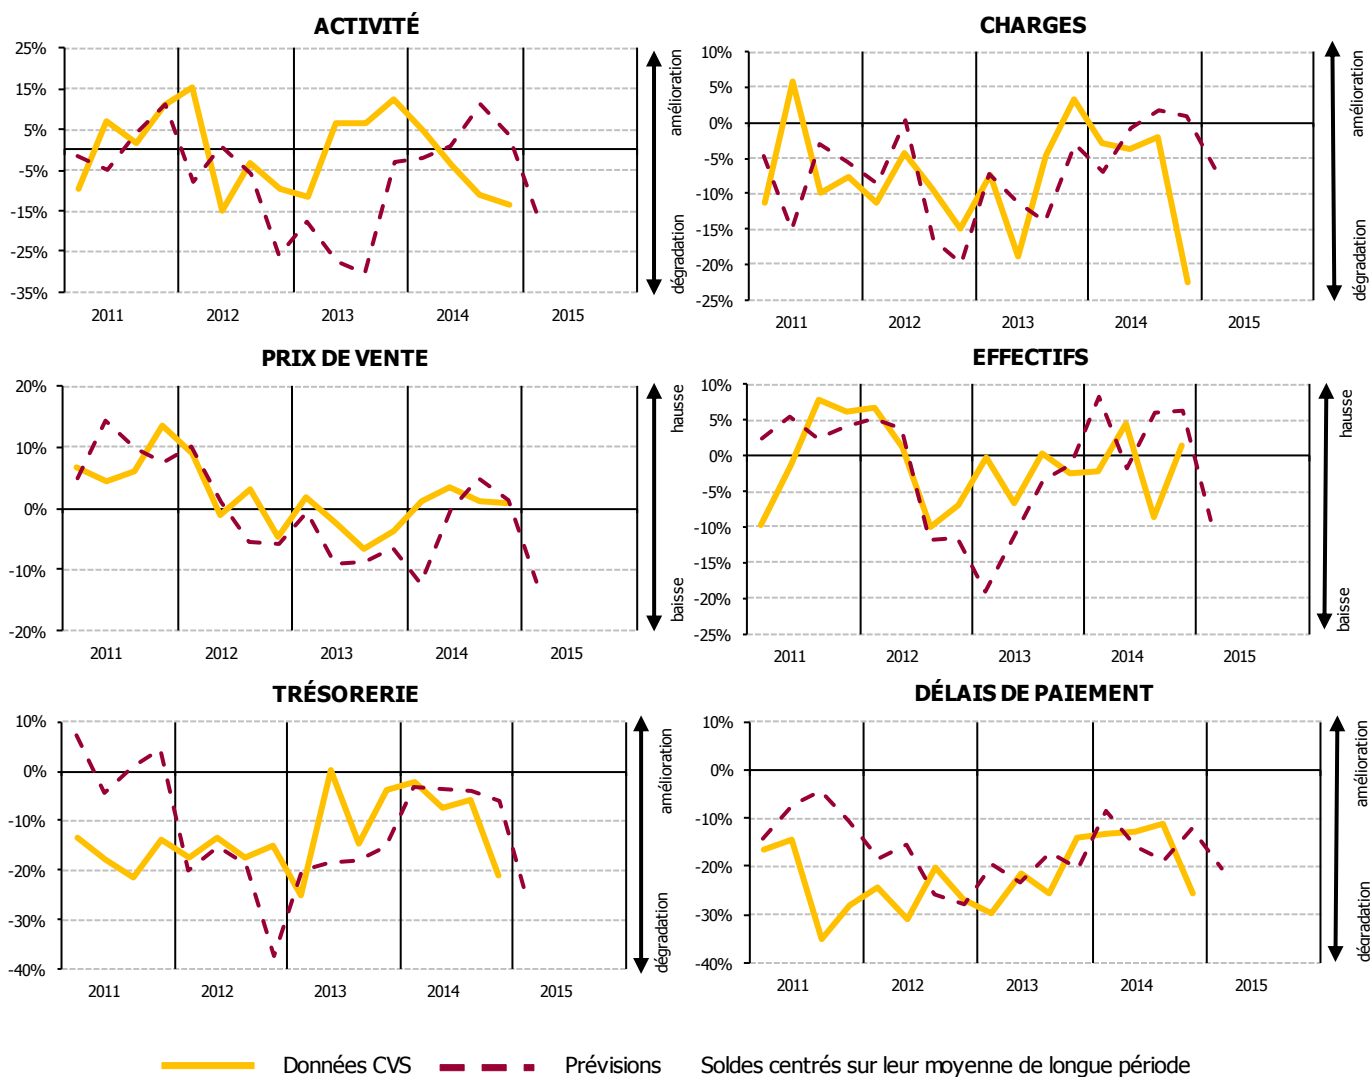 ACTIVITÉ
25%
15%
5%
-5%
-15%
-25%
-35%
2011 2012 2013 2014 2015
amélioration
dégradation
CHARGES
10%
5%
0%
-5%
-10%
-15%
-20%
-25%
2011 2012 2013 2014 2015
amélioration
dégradation
PRIX DE VENTE
20%
10%
0%
-10%
-20%
2011 2012 2013 2014 2015
hausse
baisse
EFFECTIFS
10%
5%
0%
-5%
-10%
-15%
-20%
-25%
2011 2012 2013 2014 2015
hausse
baisse
TRÉSORERIE
10%
0%
-10%
-20%
-30%
-40%
2011 2012 2013 2014 2015
amélioration
dégradation
DÉLAIS DE PAIEMENT
10%
0%
-10%
-20%
-30%
-40%
2011 2012 2013 2014 2015
amélioration
dégradation
Données CVS Prévisions Soldes centrés sur leur moyenne de longue période